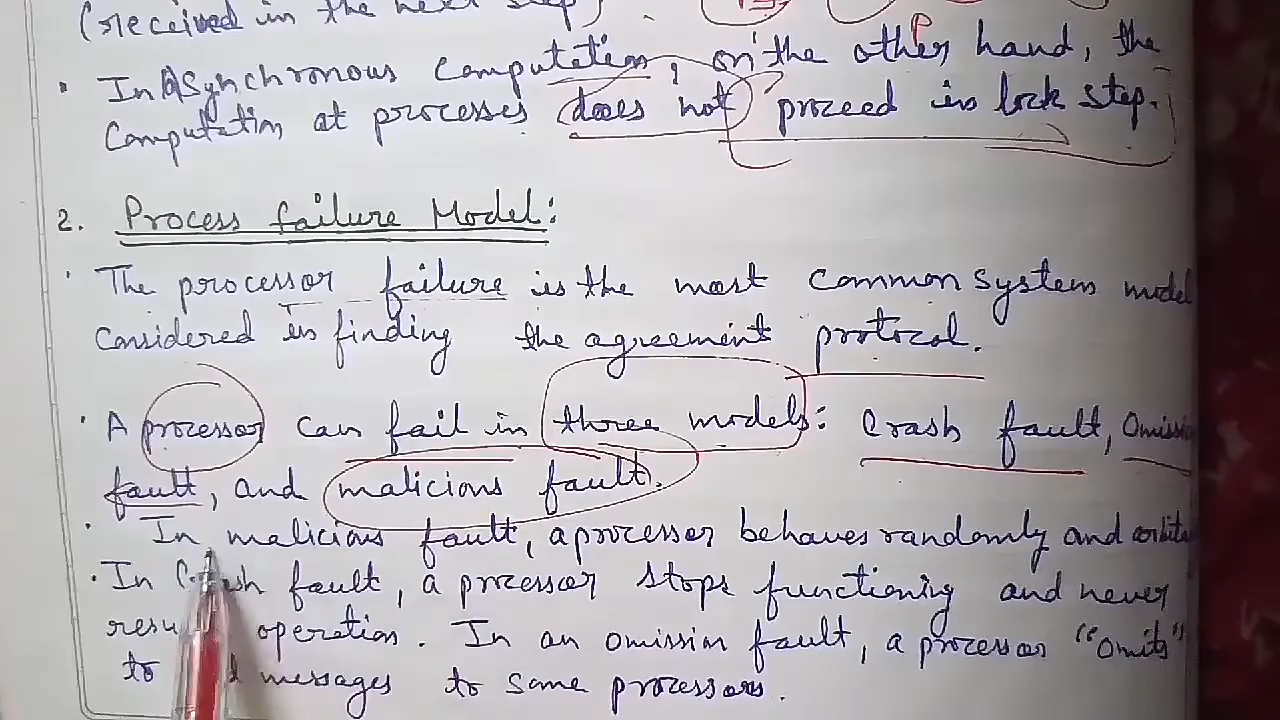 (received in the next step).
• In Asynchronous Computation, on the other hand, the
Computation at processes does not proceed in lock step.
2. Process failure Model:
• The processor failure is the most common system model
considered in finding the agreement protocol.
• A processor can fail in three models: Crash fault, Omissi
fault, and malicious fault.
• In malicious fault, a processor behaves randomly and arbita
• In Crash fault, a processor stops functioning and never
resu operation. In an omission fault, a processor "omits"
to messages to some processors.